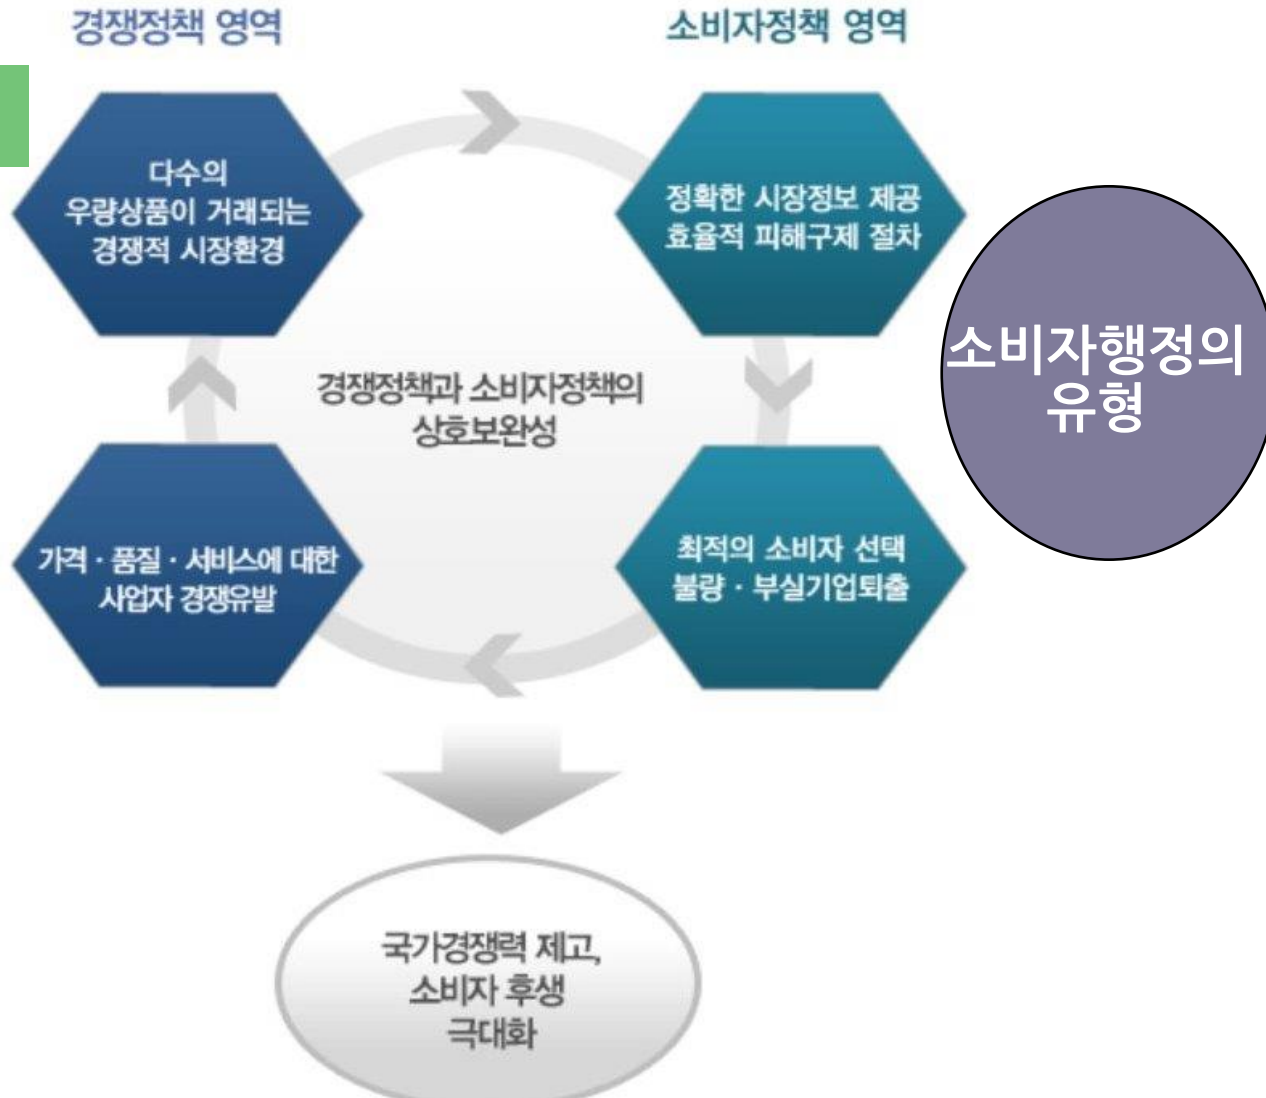 경쟁정책 영역
소비자정책 영역
다수의
우량상품이 거래되는
경쟁적 시장환경
정확한 시장정보 제공
효율적 피해구제 절차
소비자행정의
유형
경쟁정책과 소비자정책의
상호보완성
가격 · 품질 · 서비스에 대한
사업자 경쟁유발
최적의 소비자 선택
불량 · 부실기업퇴출
국가경쟁력 제고,
소비자 후생
극대화